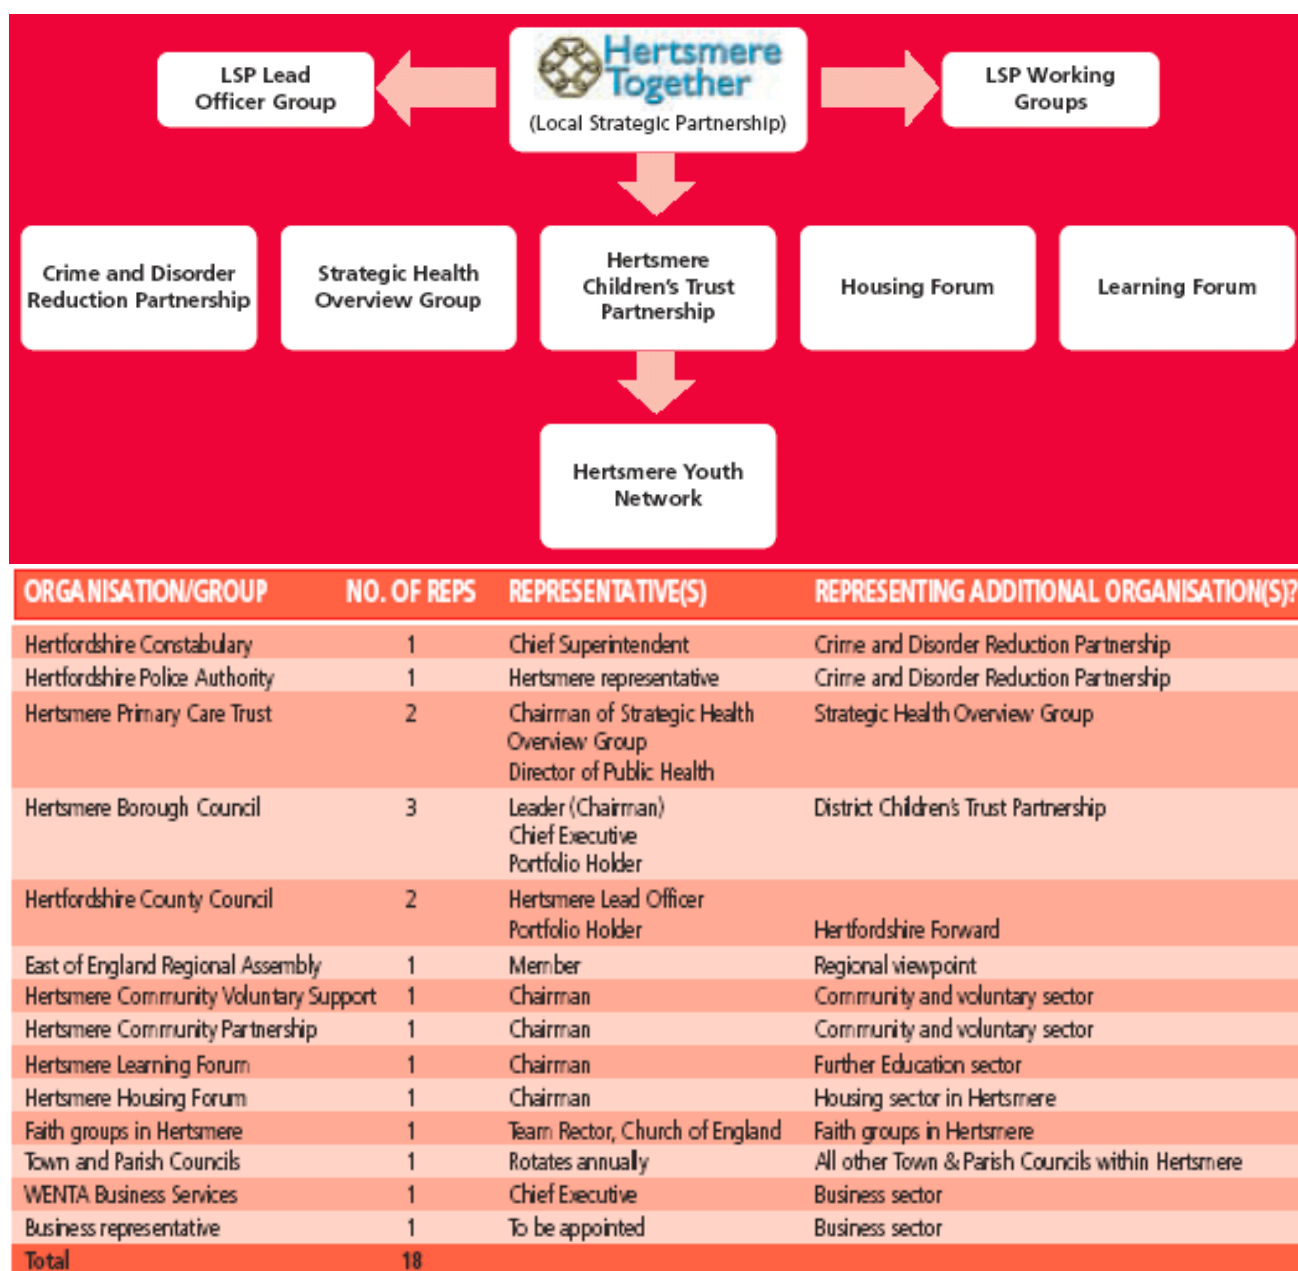 Hertsmere
Together
(Local Strategic Partnership)
LSP Lead
Officer Group
LSP Working
Groups
Crime and Disorder
Reduction Partnership
Strategic Health
Overview Group
Hertsmere
Children's Trust
Partnership
Housing Forum
Learning Forum
Hertsmere Youth
Network
ORGANISATION/GROUP NO. OF REPS REPRESENTATIVE(S) REPRESENTING ADDITIONAL ORGANISATION(S)?
Hertfordshire Constabulary 1 Chief Superintendent Crime and Disorder Reduction Partnership
Hertfordshire Police Authority 1 Hertsmere representative Crime and Disorder Reduction Partnership
Hertsmere Primary Care Trust 2 Chairman of Strategic Health Strategic Health Overview Group
Overview Group
Director of Public Health
Hertsmere Borough Council 3 Leader (Chairman) District Children's Trust Partnership
Chief Executive
Portfolio Holder
Hertfordshire County Council 2 Hertsmere Lead Officer
Portfolio Holder Hertfordshire Forward
East of England Regional Assembly 1 Member Regional viewpoint
Hertsmere Community Voluntary Support 1 Chairman Community and voluntary sector
Hertsmere Community Partnership 1 Chairman Community and voluntary sector
Hertsmere Learning Forum 1 Chairman Further Education sector
Hertsmere Housing Forum 1 Chairman Housing sector in Hertsmere
Faith groups in Hertsmere 1 Team Rector, Church of England Faith groups in Hertsmere
Town and Parish Councils 1 Rotates annually All other Town & Parish Councils within Hertsmere
WENTA Business Services 1 Chief Executive Business sector
Business representative 1 To be appointed Business sector
Total 18